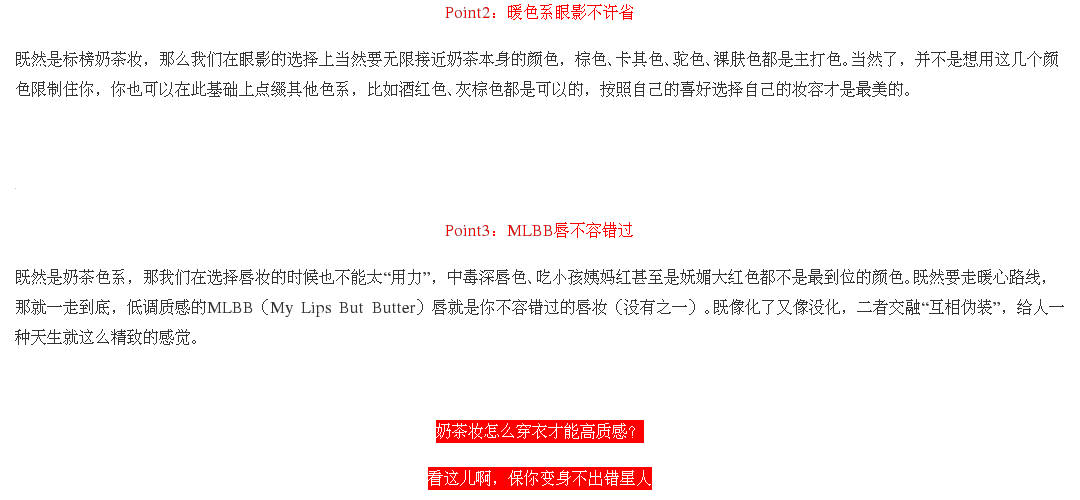 Point2：暖色系眼影不许省
既然是标榜奶茶妆，那么我们在眼影的选择上当然要无限接近奶茶本身的颜色，棕色、卡其色、驼色、裸肤色都是主打色。当然了，并不是想用这几个颜
色限制住你，你也可以在此基础上点缀其他色系，比如酒红色、灰棕色都是可以的，按照自己的喜好选择自己的妆容才是最美的。
Point3：MLBB唇不容错过
既然是奶茶色系，那我们在选择唇妆的时候也不能太“用力”，中毒深唇色、吃小孩姨妈红甚至是妩媚大红色都不是最到位的颜色。既然要走暖心路线，
那就一走到底，低调质感的MLBB（My Lips But Butter）唇就是你不容错过的唇妆（没有之一）。既像化了又像没化，二者交融“互相伪装”，给人一
种天生就这么精致的感觉。
奶茶妆怎么穿衣才能高质感？
看这儿啊，保你变身不出错星人